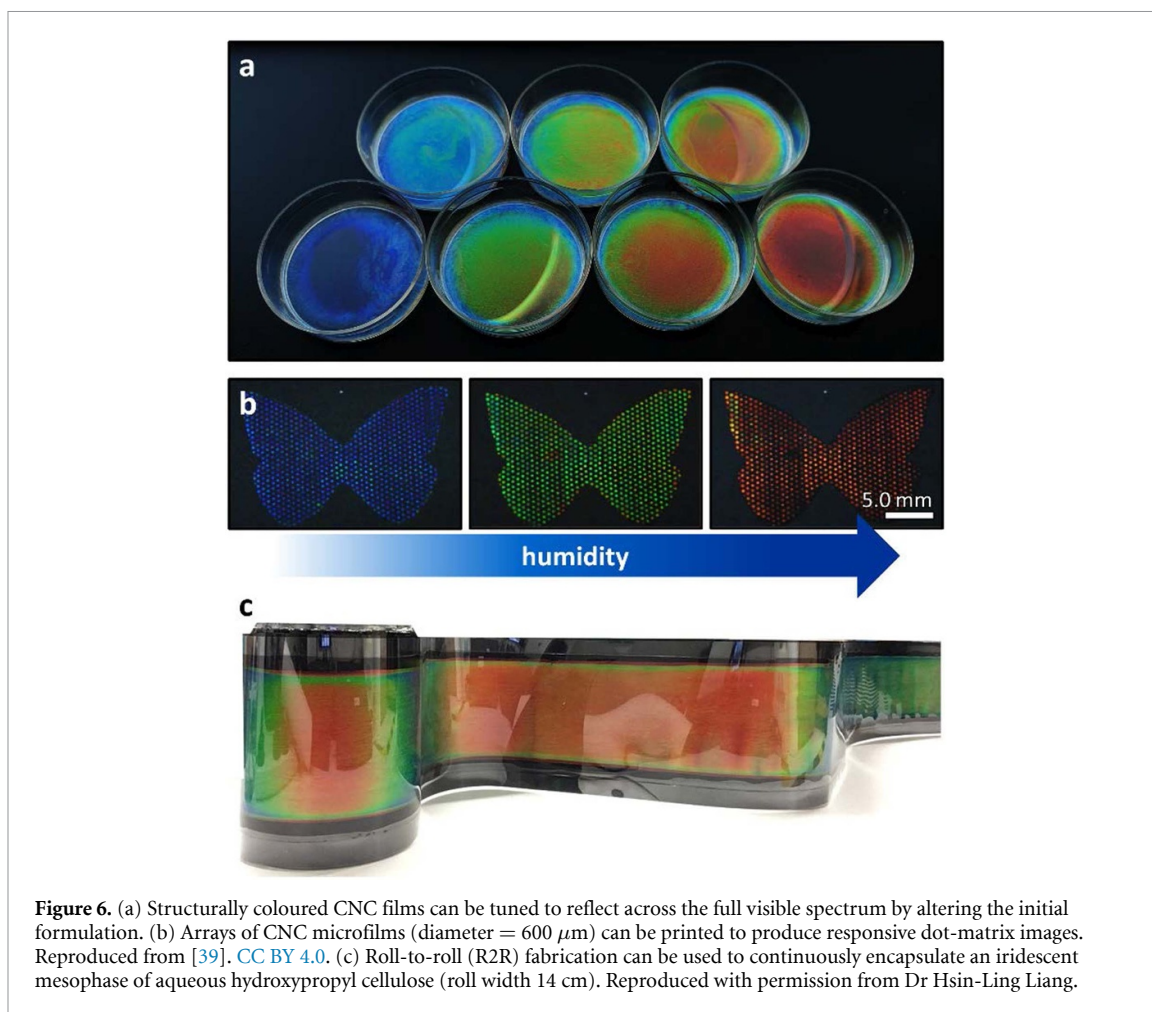 a
b
5.0 mm
humidity
c
Figure 6. (a) Structurally coloured CNC films can be tuned to reflect across the full visible spectrum by altering the initial
formulation. (b) Arrays of CNC microfilms (diameter = 600 μm) can be printed to produce responsive dot-matrix images.
Reproduced from [39]. CC BY 4.0. (c) Roll-to-roll (R2R) fabrication can be used to continuously encapsulate an iridescent
mesophase of aqueous hydroxypropyl cellulose (roll width 14 cm). Reproduced with permission from Dr Hsin-Ling Liang.